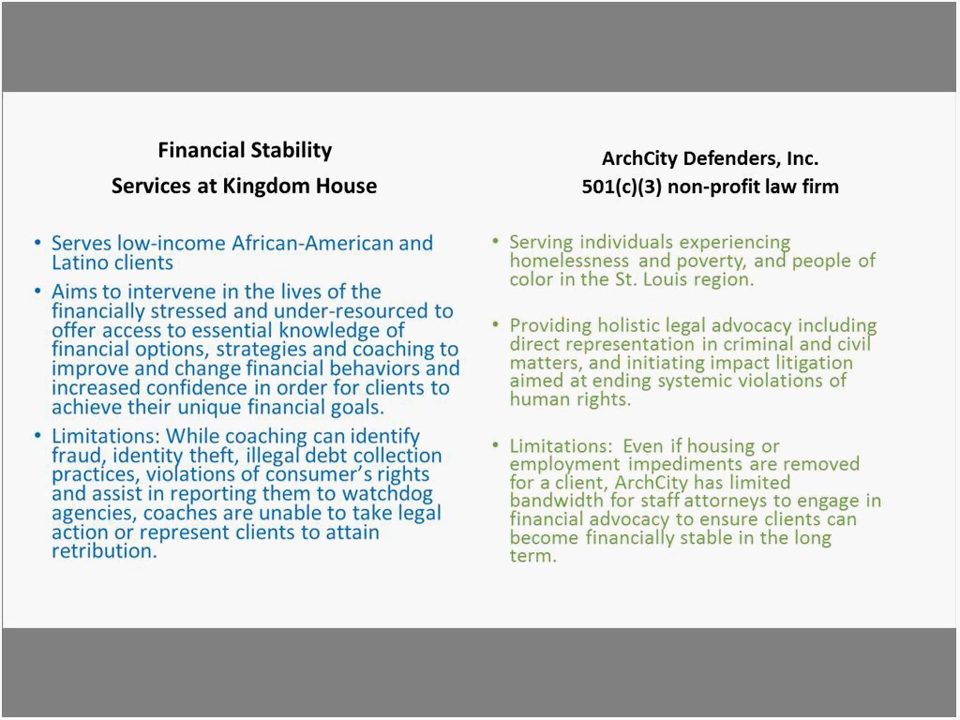 Financial Stability
Services at Kingdom House
• Serves low-income African-American and
Latino clients
• Aims to intervene in the lives of the
financially stressed and under-resourced to
offer access to essential knowledge of
financial options, strategies and coaching to
improve and change financial behaviors and
increased confidence in order for clients to
achieve their unique financial goals.
• Limitations: While coaching can identify
fraud, identity theft, illegal debt collection
practices, violations of consumer’s rights
and assist in reporting them to watchdog
agencies, coaches are unable to take legal
action or represent clients to attain
retribution.
ArchCity Defenders, Inc.
501(c)(3) non-profit law firm
• Serving individuals experiencing
homelessness and poverty, and people of
color in the St. Louis region.
• Providing holistic legal advocacy including
direct representation in criminal and civil
matters, and initiating impact litigation
aimed at ending systemic violations of
human rights.
• Limitations: Even if housing or
employment impediments are removed
for a client, ArchCity has limited
bandwidth for staff attorneys to engage in
financial advocacy to ensure clients can
become financially stable in the long
term.